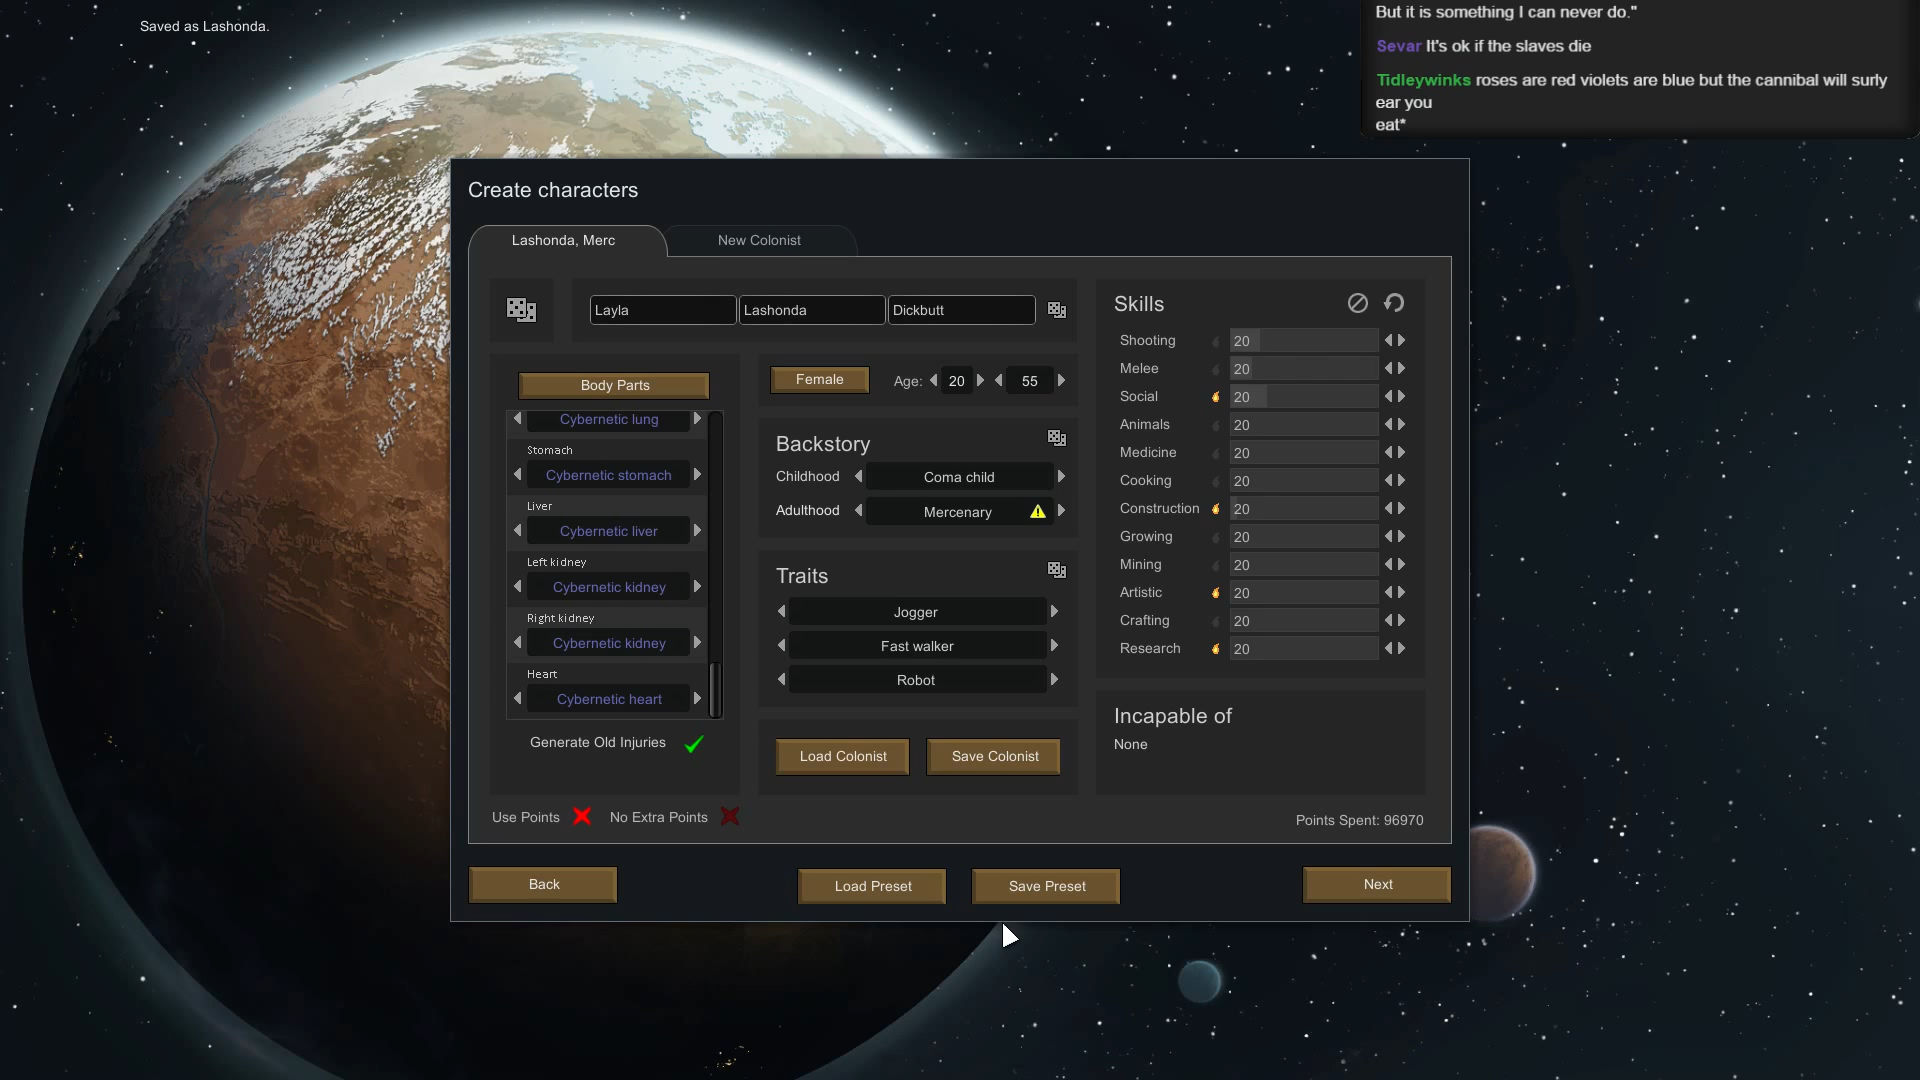 Saved as Lashonda.
But it is something I can never do."
Sevar It's ok if the slaves die
Tidleywinks roses are red violets are blue but the cannibal will surly
ear you
eat*
Create characters
Lashonda, Merc
New Colonist
Layla
Lashonda
Dickbutt
Body Parts
Cybernetic lung
Stomach
Cybernetic stomach
Liver
Cybernetic liver
Left kidney
Cybernetic kidney
Right kidney
Cybernetic kidney
Heart
Cybernetic heart
Generate Old Injuries
Female
Age: 20 55
Backstory
Childhood Coma child
Adulthood Mercenary
Traits
Jogger
Fast walker
Robot
Load Colonist
Save Colonist
Skills
Shooting 20
Melee 20
Social 20
Animals 20
Medicine 20
Cooking 20
Construction 20
Growing 20
Mining 20
Artistic 20
Crafting 20
Research 20
Incapable of
None
Use Points
No Extra Points
Points Spent: 96970
Back
Load Preset
Save Preset
Next